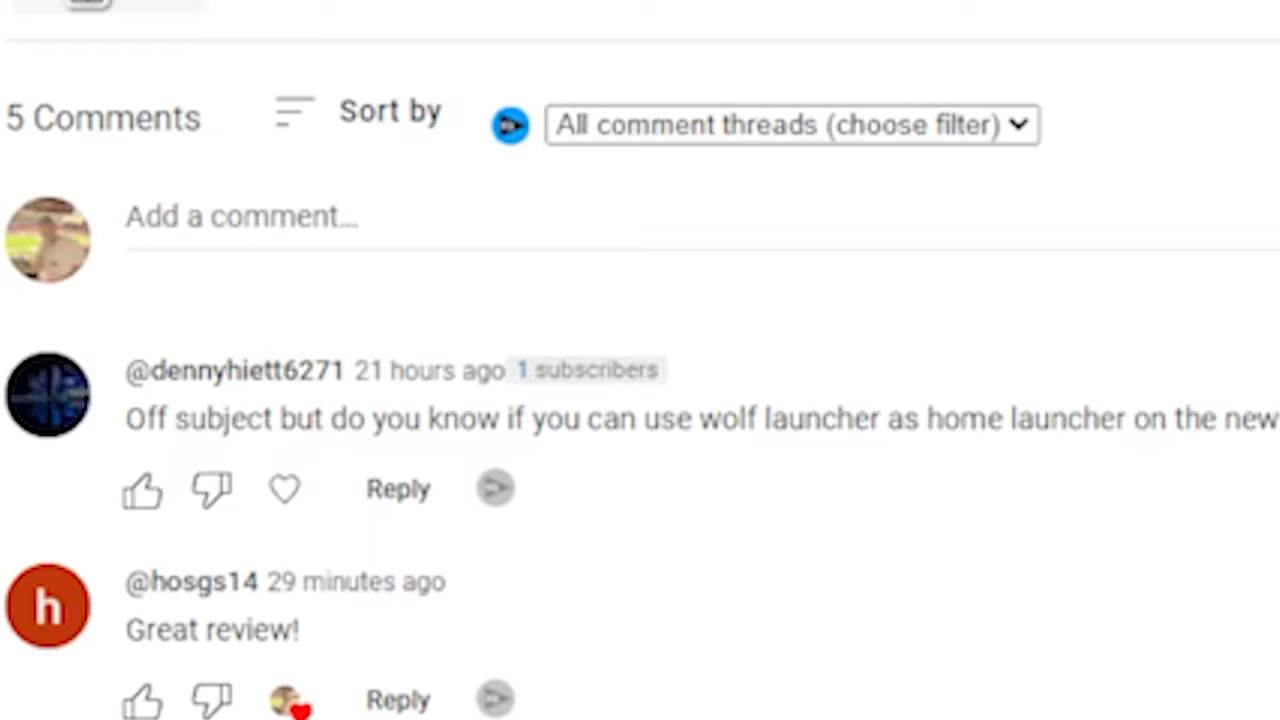 5 Comments
Sort by
All comment threads (choose filter)
Add a comment...
@dennyhiett6271 21 hours ago 1 subscribers
Off subject but do you know if you can use wolf launcher as home launcher on the new
Reply
h
@hosgs14 29 minutes ago
Great review!
Reply